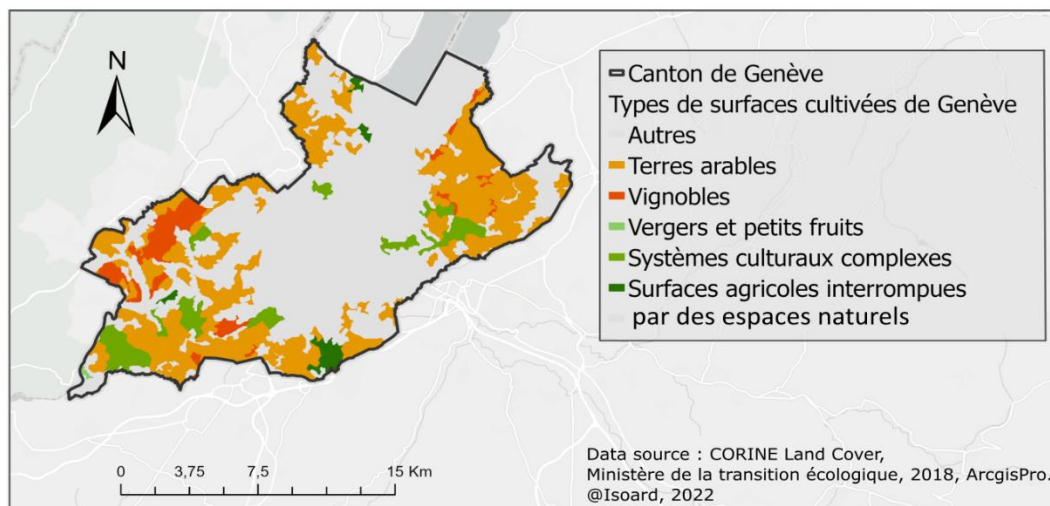 N
Canton de Genève
Types de surfaces cultivées de Genève
Autres
Terres arables
Vignobles
Vergers et petits fruits
Systèmes culturaux complexes
Surfaces agricoles interrompues
par des espaces naturels
0 3,75 7,5 15 Km
Data source : CORINE Land Cover,
Ministère de la transition écologique, 2018, ArcgisPro.
@Isoard, 2022